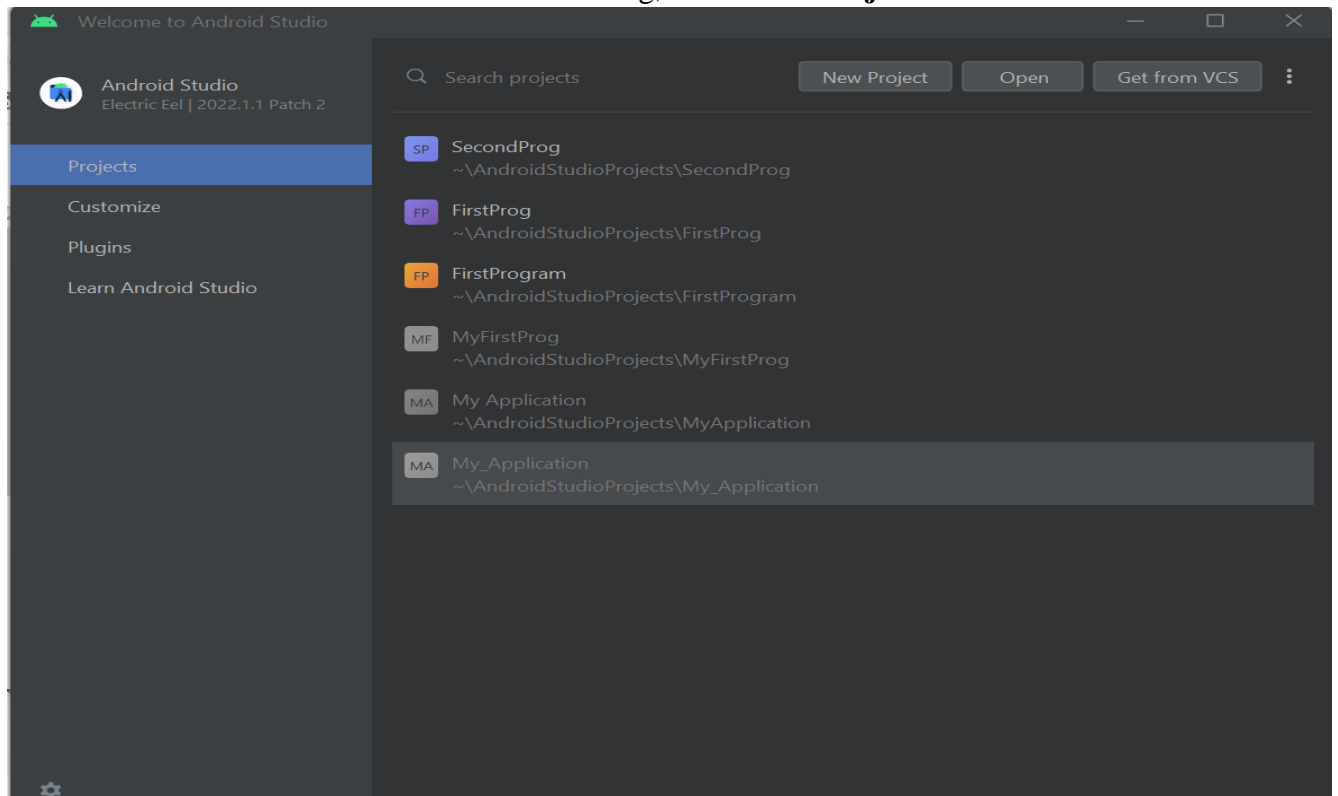 Welcome to Android Studio
Android Studio
Electric Eel | 2022.1.1 Patch 2
Search projects
New Project
Open
Get from VCS
Projects
Customize
Plugins
Learn Android Studio
SP
SecondProg
~\AndroidStudioProjects\SecondProg
FP
FirstProg
~\AndroidStudioProjects\FirstProg
FP
FirstProgram
~\AndroidStudioProjects\FirstProgram
MF
MyFirstProg
~\AndroidStudioProjects\MyFirstProg
MA
My Application
~\AndroidStudioProjects\MyApplication
MA
My_Application
~\AndroidStudioProjects\My_Application